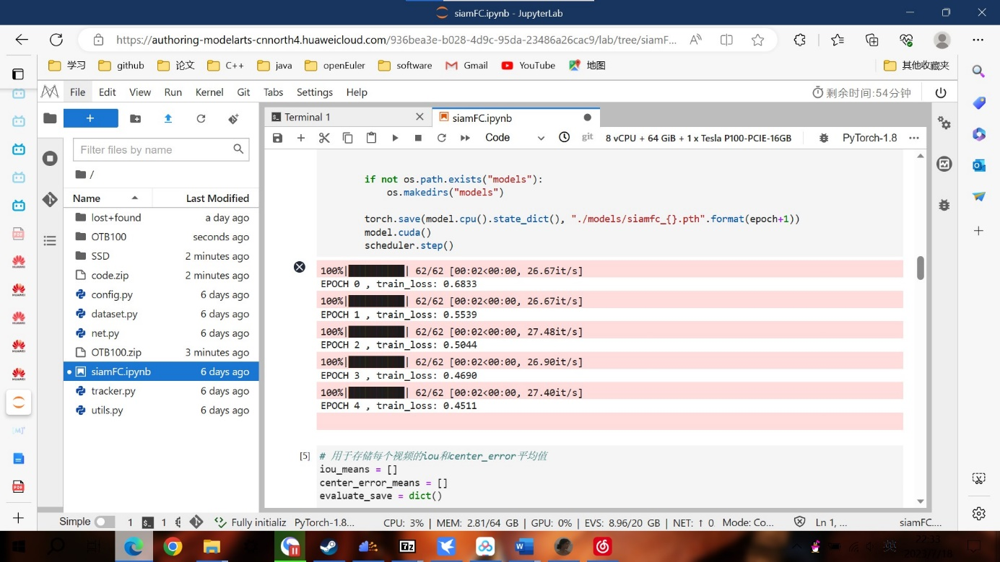 siamFC.ipynb - JupyterLab
https://authoring-modelarts-cnnorth4.huaweicloud.com/936bea3e-b028-4d9c-95da-23486a26cac9/lab/tree/siamF...
学习 github 论文 C++ java openEuler software Gmail YouTube 地图 其他收藏夹
File Edit View Run Kernel Git Tabs Settings Help 剩余时间:54分钟
Terminal 1 siamFC.ipynb
Code git 8 vCPU + 64 GiB + 1 x Tesla P100-PCIE-16GB PyTorch-1.8
Filter files by name
/
Name Last Modified
lost+found a day ago
OTB100 seconds ago
SSD 2 minutes ago
code.zip 2 minutes ago
config.py 6 days ago
dataset.py 6 days ago
net.py 6 days ago
OTB100.zip 3 minutes ago
siamFC.ipynb 6 days ago
tracker.py 6 days ago
utils.py 6 days ago
if not os.path.exists("models"):
os.makedirs("models")
torch.save(model.cpu().state_dict(), "./models/siamfc_{}.pth".format(epoch+1))
model.cuda()
scheduler.step()
100%|██████████| 62/62 [00:02<00:00, 26.67it/s]
EPOCH 0 , train_loss: 0.6833
100%|██████████| 62/62 [00:02<00:00, 26.67it/s]
EPOCH 1 , train_loss: 0.5539
100%|██████████| 62/62 [00:02<00:00, 27.48it/s]
EPOCH 2 , train_loss: 0.5044
100%|██████████| 62/62 [00:02<00:00, 26.90it/s]
EPOCH 3 , train_loss: 0.4690
100%|██████████| 62/62 [00:02<00:00, 27.40it/s]
EPOCH 4 , train_loss: 0.4511
[5] # 用于存储每个视频的iou和center_error平均值
iou_means = []
center_error_means = []
evaluate_save = dict()
Simple 1 1 Fully initializ PyTorch-1.8... CPU: 3% | MEM: 2.81/64 GB | GPU: 0% | EVS: 8.96/20 GB | NET: ↑ 0 Mode: Co... Ln 1, ... siamFC....